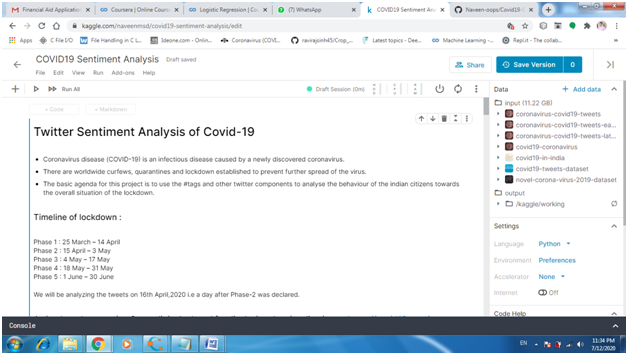 Financial Aid Applicatio
Coursera | Online Cours
Logistic Regression | Co
(7) WhatsApp
COVID19 Sentiment An
Naveen-oops/Covid19-
kaggle.com/naveenmsd/covid19-sentiment-analysis/edit
Apps
C File I/O
File Handling in C L...
Ideone.com - Online...
Coronavirus (COVI...
ravirajsinh45/Crop_...
Latest topics - Dee...
Machine Learning -...
Repl.it - The collab...
COVID19 Sentiment Analysis
Draft saved
File Edit View Run Add-ons Help
Share
Save Version
0
Run All
Draft Session (0m)
+ Code
+ Markdown
Twitter Sentiment Analysis of Covid-19
Coronavirus disease (COVID-19) is an infectious disease caused by a newly discovered coronavirus.
There are worldwide curfews, quarantines and lockdown established to prevent further spread of the virus.
The basic agenda for this project is to use the #tags and other twitter components to analyse the behaviour of the indian citizens towards
the overall situation of the lockdown.
Timeline of lockdown :
Phase 1 : 25 March – 14 April
Phase 2 : 15 April – 3 May
Phase 3 : 4 May – 17 May
Phase 4 : 18 May – 31 May
Phase 5 : 1 June – 30 June
We will be analyzing the tweets on 16th April,2020 i.e a day after Phase-2 was declared.
Data
+ Add data
input (11.22 GB)
coronavirus-covid19-tweets
coronavirus-covid19-tweets-ea...
coronavirus-covid19-tweets-lat...
covid19-coronavirus
covid19-in-india
covid19-tweets-dataset
novel-corona-virus-2019-dataset
output
/kaggle/working
Settings
Language
Python
Environment
Preferences
Accelerator
None
Internet
Off
Code Help
Console
EN
11:34 PM
7/12/2020